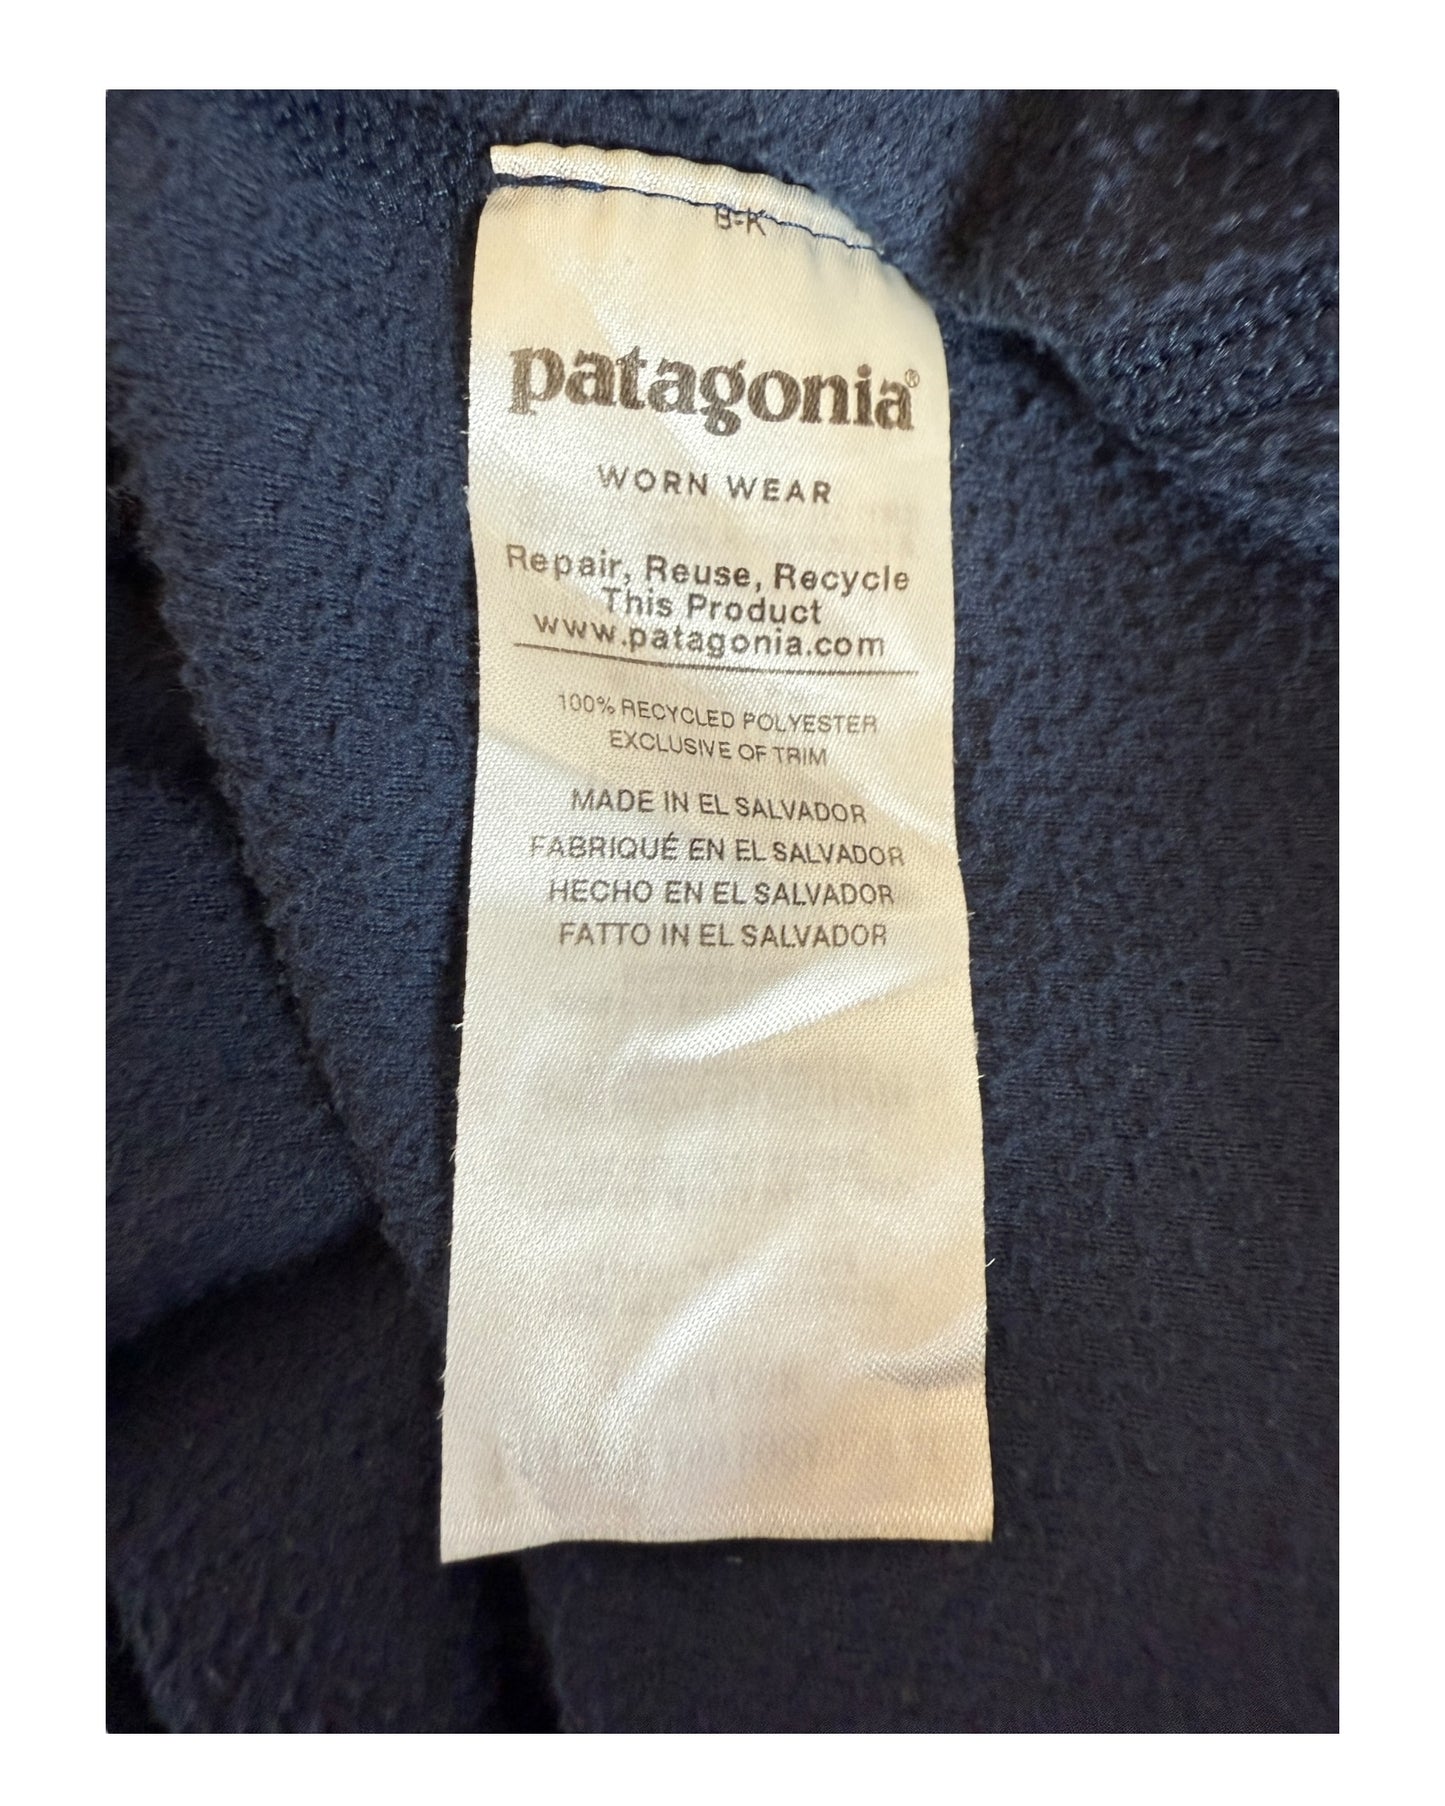 B-K
patagonia®
WORN WEAR
Repair, Reuse, Recycle
This Product
www.patagonia.com
100% RECYCLED POLYESTER
EXCLUSIVE OF TRIM
MADE IN EL SALVADOR
FABRIQUÉ EN EL SALVADOR
HECHO EN EL SALVADOR
FATTO IN EL SALVADOR